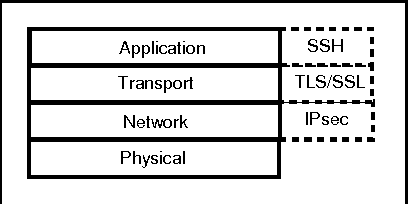 Application SSH
Transport TLS/SSL
Network IPsec
Physical